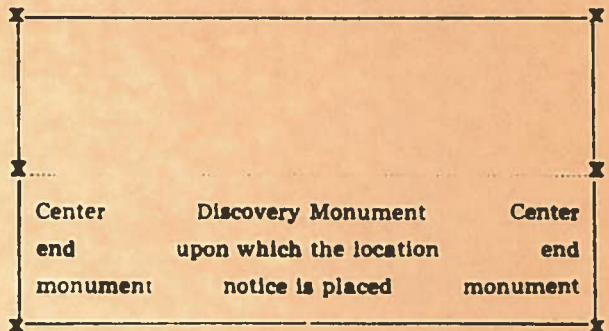 Center Discovery Monument Center
end upon which the location end
monument notice is placed monument